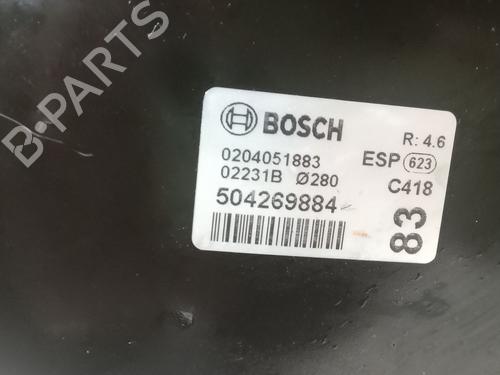 B-PARTS
BOSCH
R: 4.6
0204051883
ESP 623
02231B Ø280
C418
504269884
83